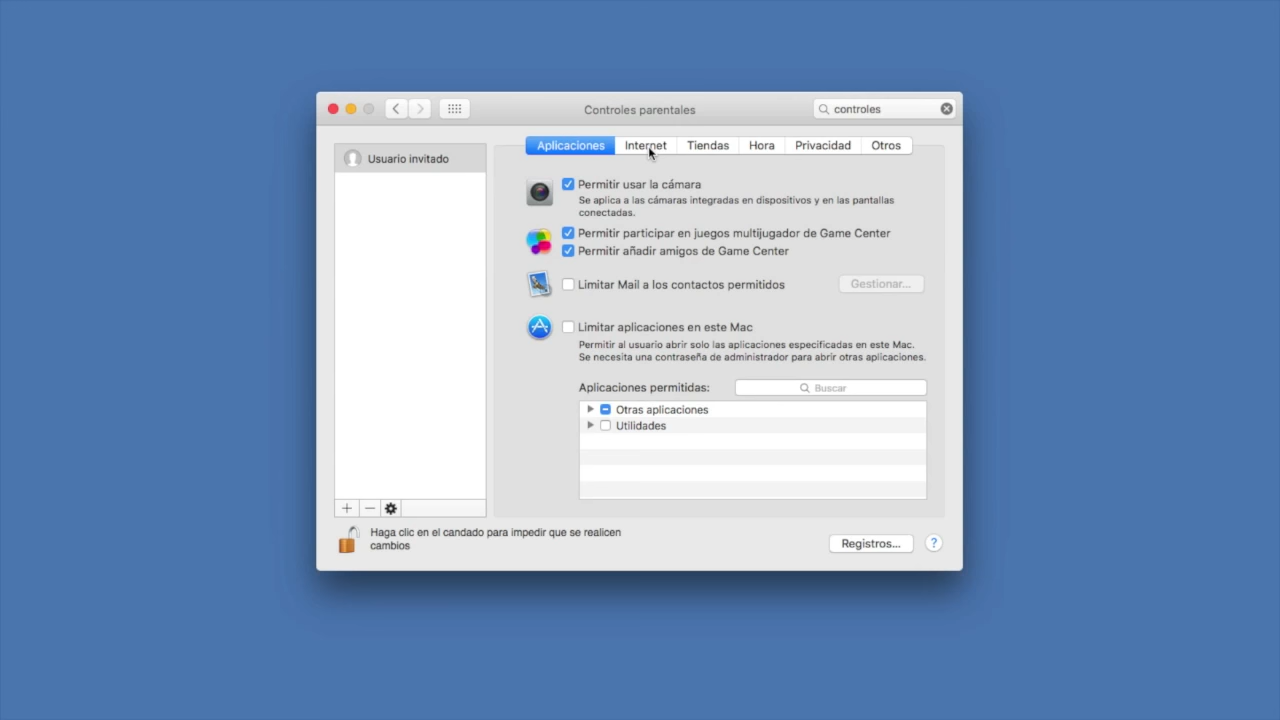 Controles parentales
controles
Usuario invitado
Aplicaciones
Internet
Tiendas
Hora
Privacidad
Otros
Permitir usar la cámara
Se aplica a las cámaras integradas en dispositivos y en las pantallas
conectadas.
Permitir participar en juegos multijugador de Game Center
Permitir añadir amigos de Game Center
Limitar Mail a los contactos permitidos
Gestionar...
Limitar aplicaciones en este Mac
Permitir al usuario abrir solo las aplicaciones especificadas en este Mac.
Se necesita una contraseña de administrador para abrir otras aplicaciones.
Aplicaciones permitidas:
Buscar
Otras aplicaciones
Utilidades
Haga clic en el candado para impedir que se realicen
cambios
Registros...
?